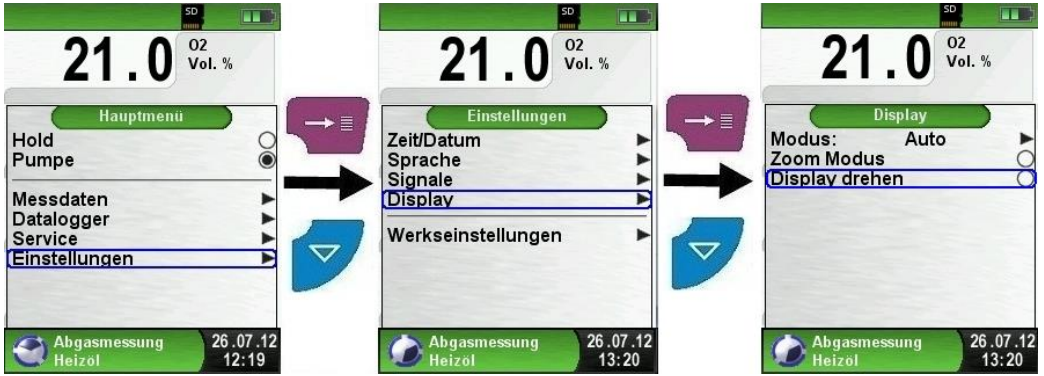 SD
21.0 O2
Vol. %
Hauptmenü
Hold
Pumpe
Messdaten
Datalogger
Service
Einstellungen
Abgasmessung 26.07.12
Heizöl 12:19
SD
21.0 O2
Vol. %
Einstellungen
Zeit/Datum
Sprache
Signale
Display
Werkseinstellungen
Abgasmessung 26.07.12
Heizöl 13:20
SD
21.0 O2
Vol. %
Display
Modus: Auto
Zoom Modus
Display drehen
Abgasmessung 26.07.12
Heizöl 13:20